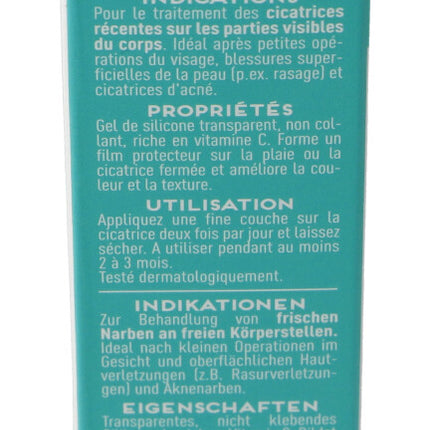 INDICATIONS
Pour le traitement des cicatrices
récentes sur les parties visibles
du corps. Idéal après petites opé-
rations du visage, blessures super-
ficielles de la peau (p.ex. rasage) et
cicatrices d'acné.
PROPRIÉTÉS
Gel de silicone transparent, non col-
lant, riche en vitamine C. Forme un
film protecteur sur la plaie ou la
cicatrice fermée et améliore la cou-
leur et la texture.
UTILISATION
Appliquez une fine couche sur la
cicatrice deux fois par jour et laissez
sécher. A utiliser pendant au moins
2 à 3 mois.
Testé dermatologiquement.
INDIKATIONEN
Zur Behandlung von frischen
Narben an freien Körperstellen.
Ideal nach kleinen Operationen im
Gesicht und oberflächlichen Haut-
verletzungen (z.B. Rasurverletzun-
gen) und Aknenarben.
EIGENSCHAFTEN
Transparentes, nicht klebendes